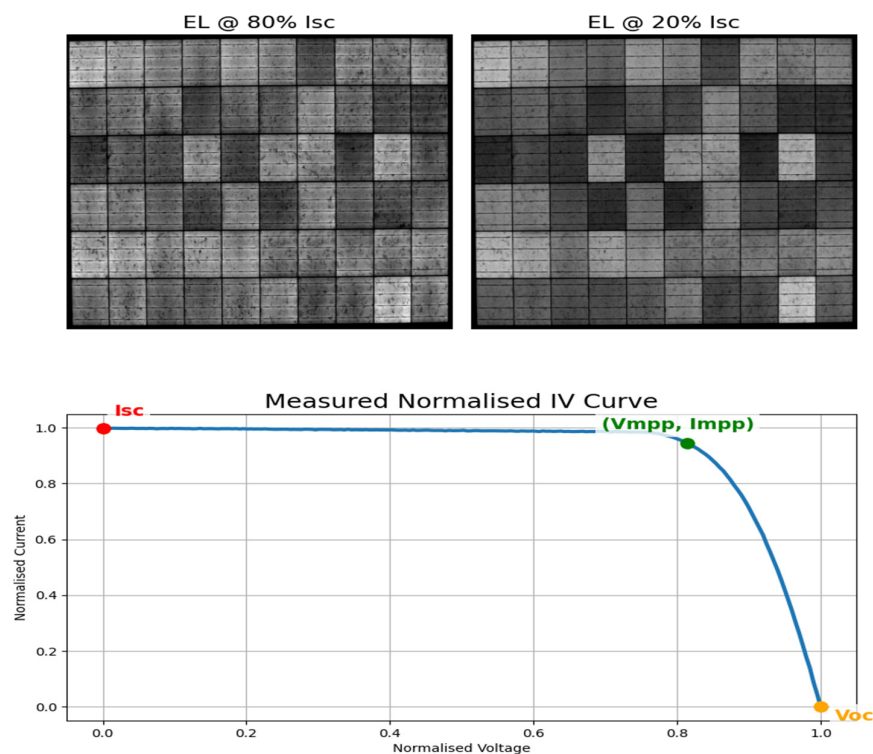 EL @ 80% Isc
EL @ 20% Isc
Measured Normalised IV Curve
Isc
(Vmpp, Impp)
Voc
Normalised Current
1.0
0.8
0.6
0.4
0.2
0.0
0.0
0.2
0.4
0.6
0.8
1.0
Normalised Voltage